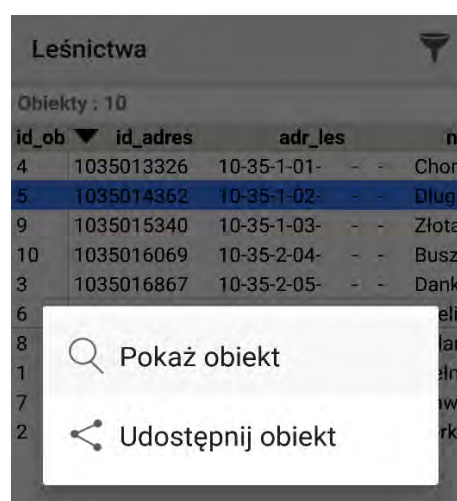 Leśnictwa
Obiekty : 10
id_ob ▼ id_adres adr_les n
4 1035013326 10-35-1-01- - - Chor
5 1035014362 10-35-1-02- - - Dług
9 1035015340 10-35-1-03- - - Złota
10 1035016069 10-35-2-04- - - Busz
3 1035016867 10-35-2-05- - - Dank
6
8
1
7
2
Pokaż obiekt
Udostępnij obiekt